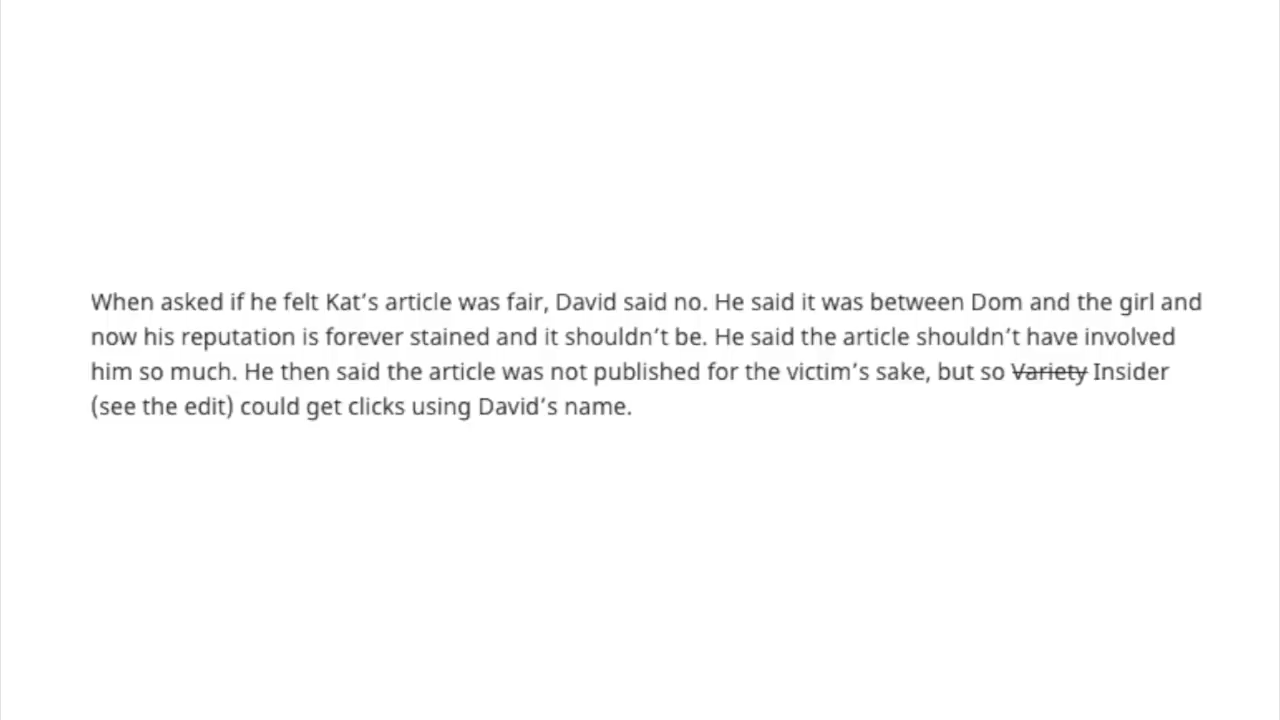 When asked if he felt Kat’s article was fair, David said no. He said it was between Dom and the girl and
now his reputation is forever stained and it shouldn’t be. He said the article shouldn’t have involved
him so much. He then said the article was not published for the victim’s sake, but so Variety Insider
(see the edit) could get clicks using David’s name.